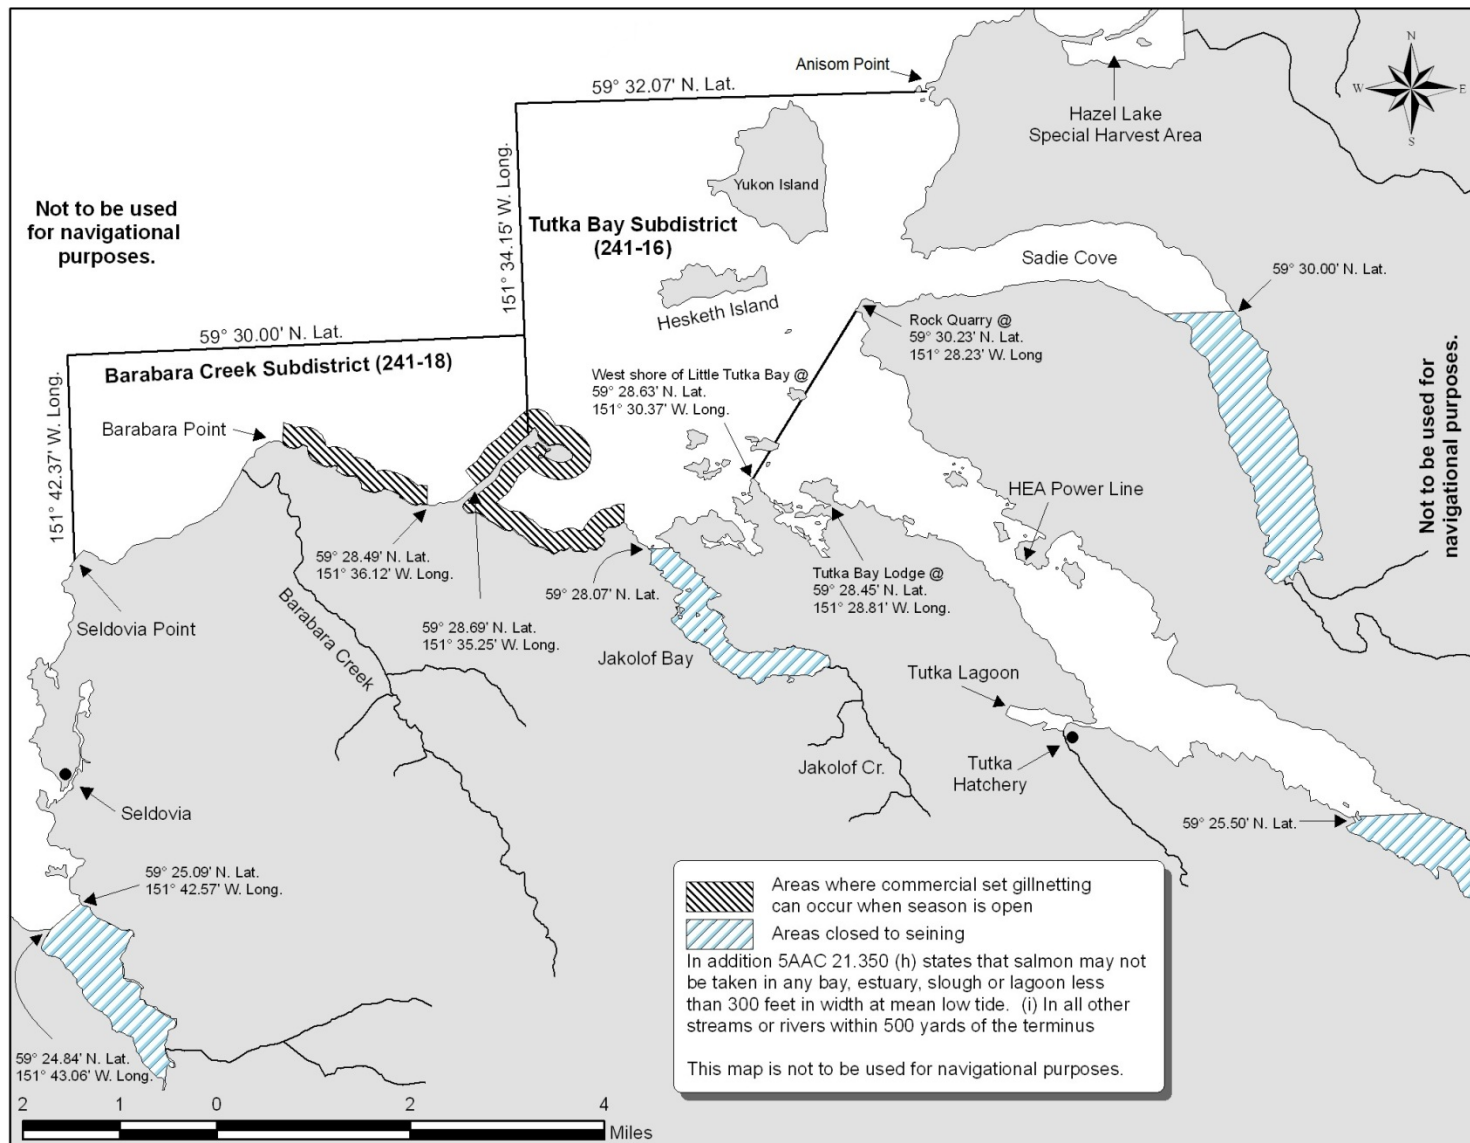 Anisom Point
N
W
E
S
59° 32.07' N. Lat.
Hazel Lake
Special Harvest Area
151° 34.15' W. Long.
Yukon Island
Not to be used
for navigational
purposes.
Tutka Bay Subdistrict
(241-16)
Sadie Cove
59° 30.00' N. Lat.
Hesketh Island
59° 30.00' N. Lat.
Rock Quarry @
59° 30.23' N. Lat.
151° 28.23' W. Long
Barabara Creek Subdistrict (241-18)
West shore of Little Tutka Bay @
59° 28.63' N. Lat.
151° 30.37' W. Long.
151° 42.37' W. Long.
Barabara Point
Not to be used for
navigational purposes.
HEA Power Line
59° 28.49' N. Lat.
151° 36.12' W. Long.
59° 28.07' N. Lat.
Tutka Bay Lodge @
59° 28.45' N. Lat.
151° 28.81' W. Long.
Seldovia Point
Barabara Creek
59° 28.69' N. Lat.
151° 35.25' W. Long.
Jakolof Bay
Tutka Lagoon
Jakolof Cr.
Tutka
Hatchery
Seldovia
59° 25.50' N. Lat.
59° 25.09' N. Lat.
151° 42.57' W. Long.
Areas where commercial set gillnetting
can occur when season is open
Areas closed to seining
In addition 5AAC 21.350 (h) states that salmon may not
be taken in any bay, estuary, slough or lagoon less
than 300 feet in width at mean low tide. (i) In all other
streams or rivers within 500 yards of the terminus
This map is not to be used for navigational purposes.
59° 24.84' N. Lat.
151° 43.06' W. Long.
2 1 0 2 4
Miles